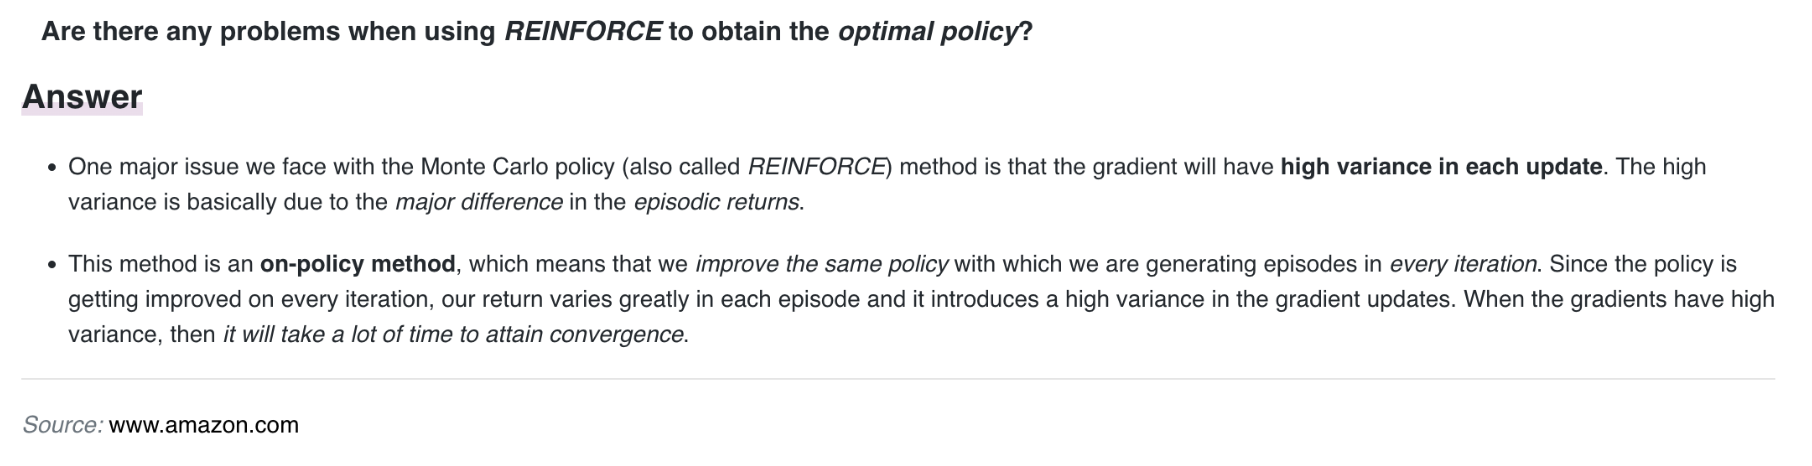 Are there any problems when using REINFORCE to obtain the optimal policy?
Answer
• One major issue we face with the Monte Carlo policy (also called REINFORCE) method is that the gradient will have high variance in each update. The high
variance is basically due to the major difference in the episodic returns.
• This method is an on-policy method, which means that we improve the same policy with which we are generating episodes in every iteration. Since the policy is
getting improved on every iteration, our return varies greatly in each episode and it introduces a high variance in the gradient updates. When the gradients have high
variance, then it will take a lot of time to attain convergence.
Source: www.amazon.com